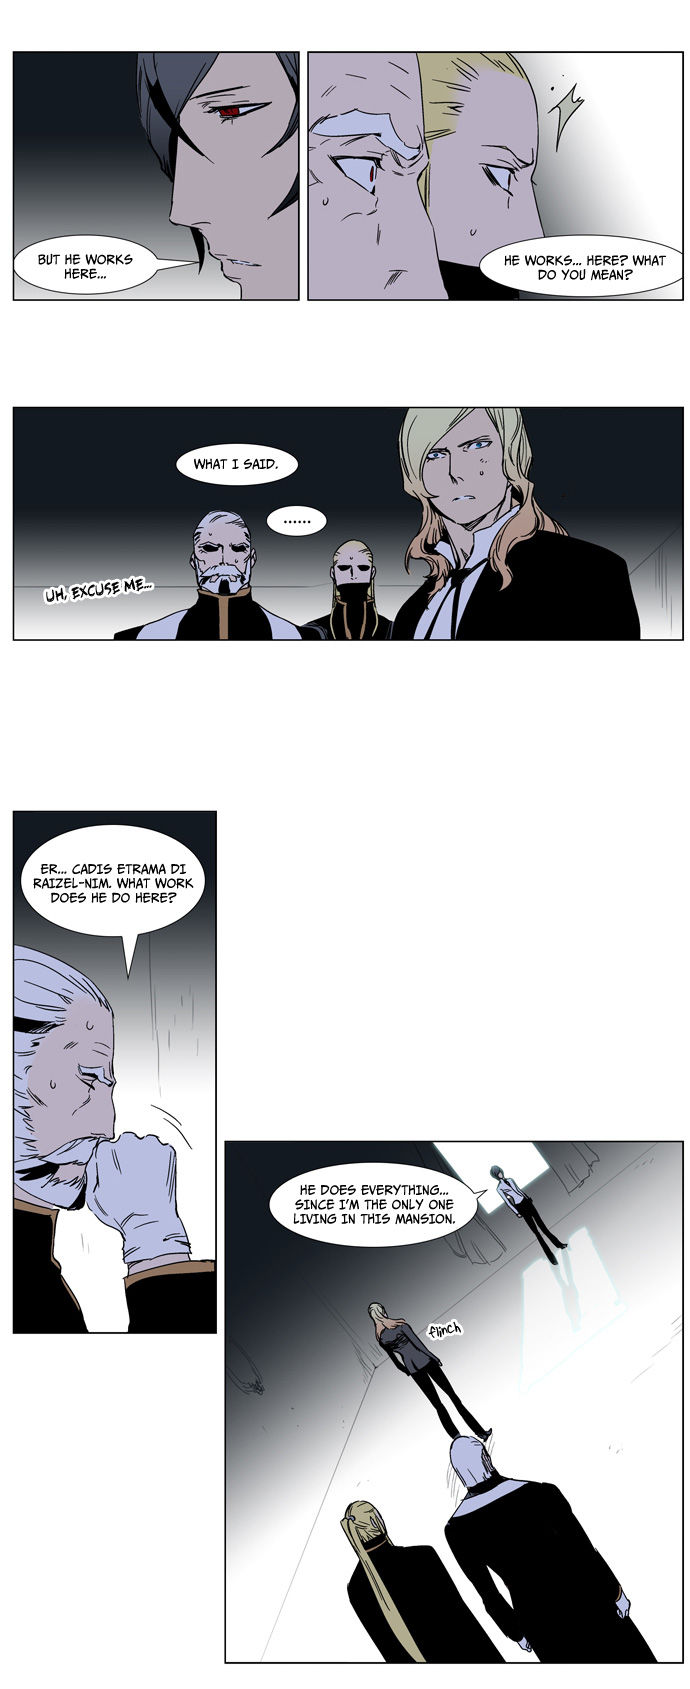 BUT HE WORKS
HERE...
HE WORKS... HERE? WHAT
DO YOU MEAN?
WHAT I SAID.
......
UH, EXCUSE ME...
ER... CADIS ETRAMA DI
RAIZEL-NIM. WHAT WORK
DOES HE DO HERE?
HE DOES EVERYTHING...
SINCE I'M THE ONLY ONE
LIVING IN THIS MANSION.
flinch